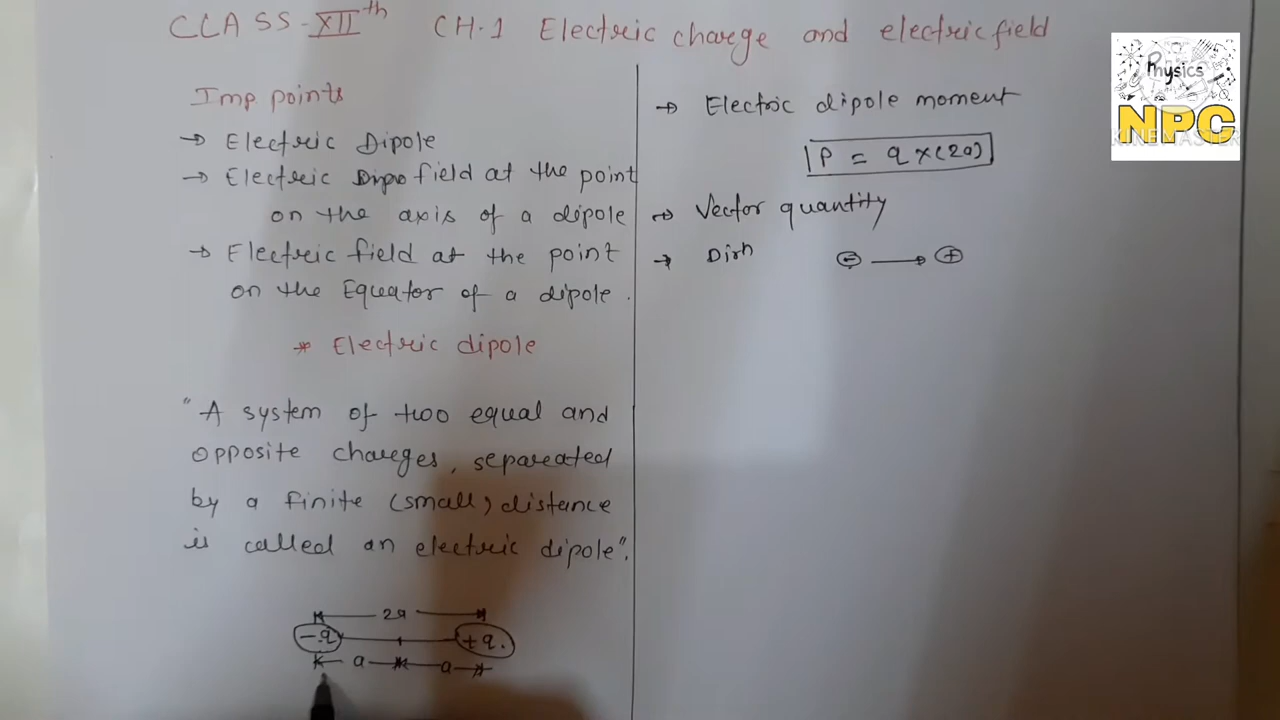 CLASS-XIIth CH.1 Electric charge and electric field
Imp points
→ Electric Dipole
→ Electric field at the point
on the axis of a dipole
→ Electric field at the point
on the Equator of a dipole.
* Electric dipole
"A system of two equal and
opposite charges, separeated
by a finite (small) distance
is called an electric dipole".
2a
-q +q.
a a
→ Electric dipole moment
P = q×(2a)
→ Vector quantity
→ Dirn ⊖ → ⊕
Physics
NPC
KINEMASTER